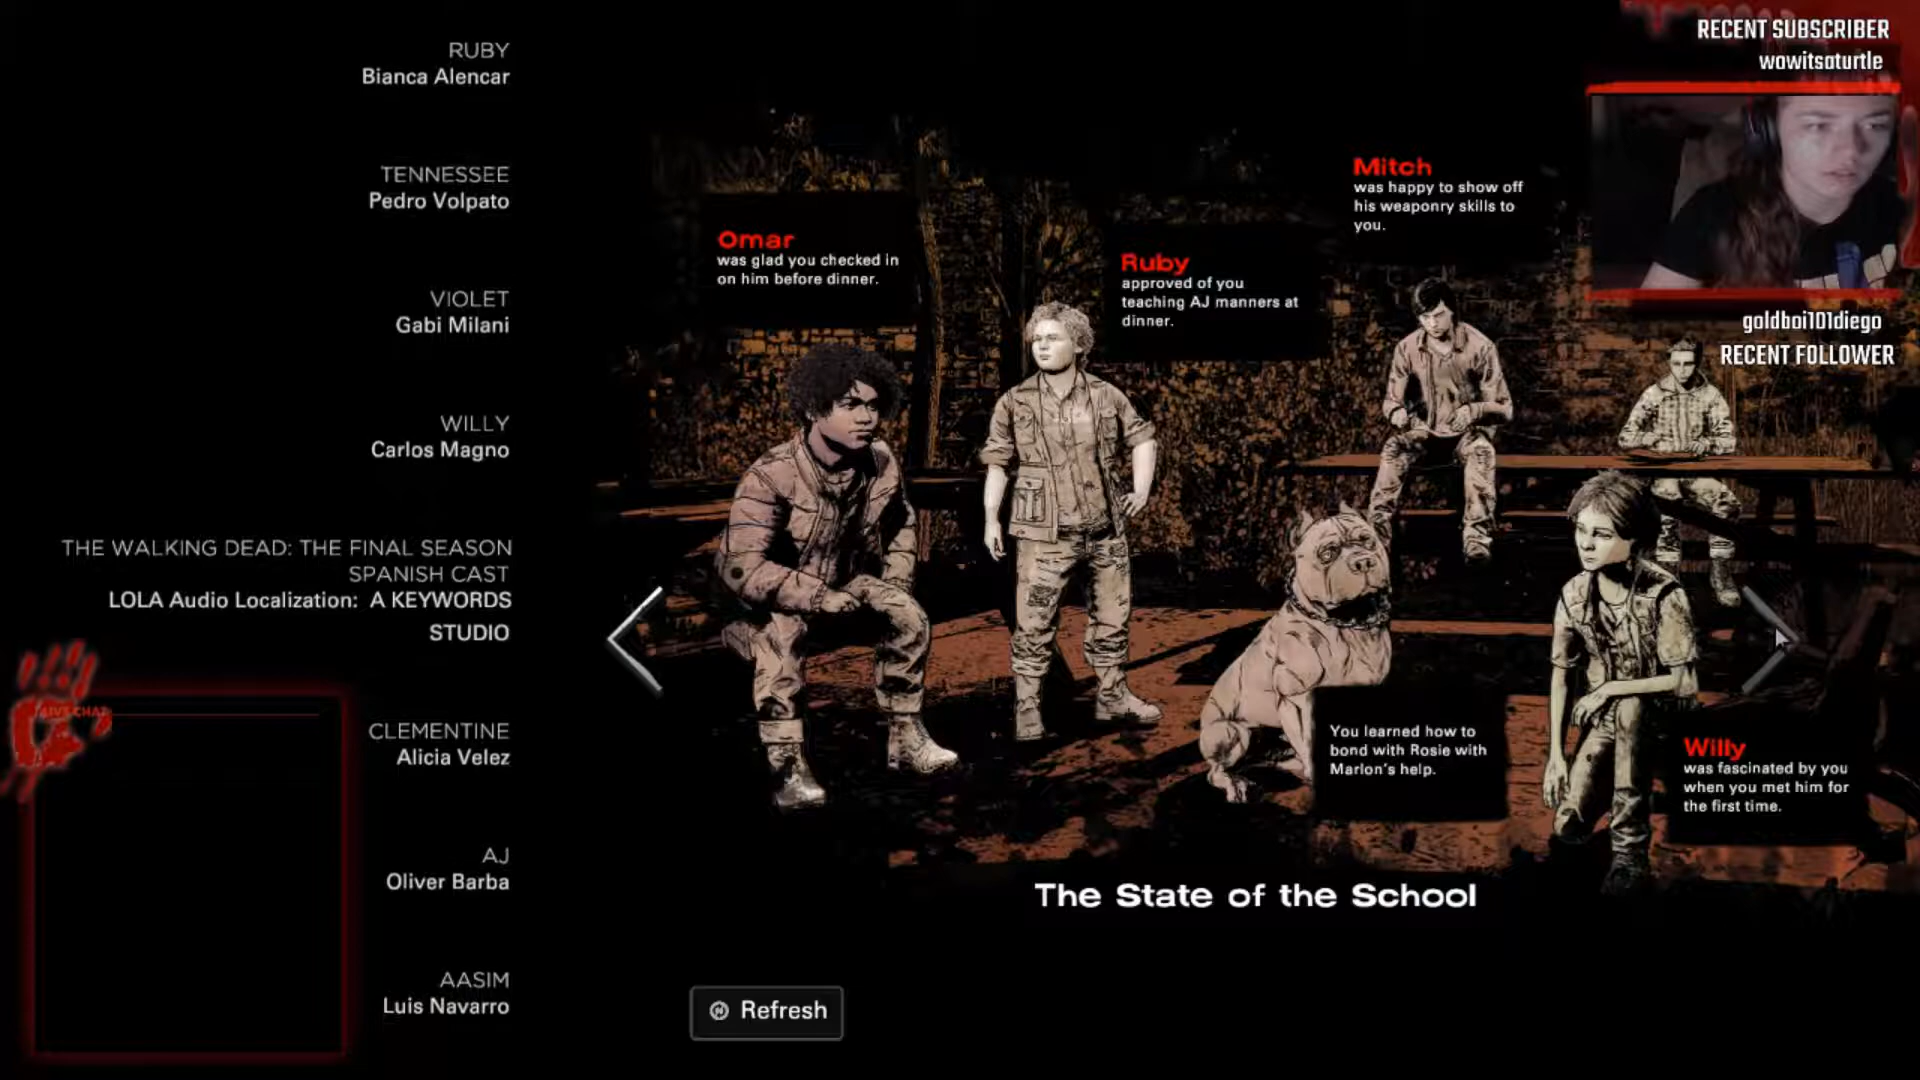 RUBY
Bianca Alencar
TENNESSEE
Pedro Volpato
VIOLET
Gabi Milani
WILLY
Carlos Magno
THE WALKING DEAD: THE FINAL SEASON
SPANISH CAST
LOLA Audio Localization: A KEYWORDS
STUDIO
CLEMENTINE
Alicia Velez
AJ
Oliver Barba
AASIM
Luis Navarro
LIVE CHAT
Omar
was glad you checked in
on him before dinner.
Ruby
approved of you
teaching AJ manners at
dinner.
Mitch
was happy to show off
his weaponry skills to
you.
You learned how to
bond with Rosie with
Marlon's help.
Willy
was fascinated by you
when you met him for
the first time.
The State of the School
Refresh
RECENT SUBSCRIBER
wowitsaturtle
goldboi101diego
RECENT FOLLOWER